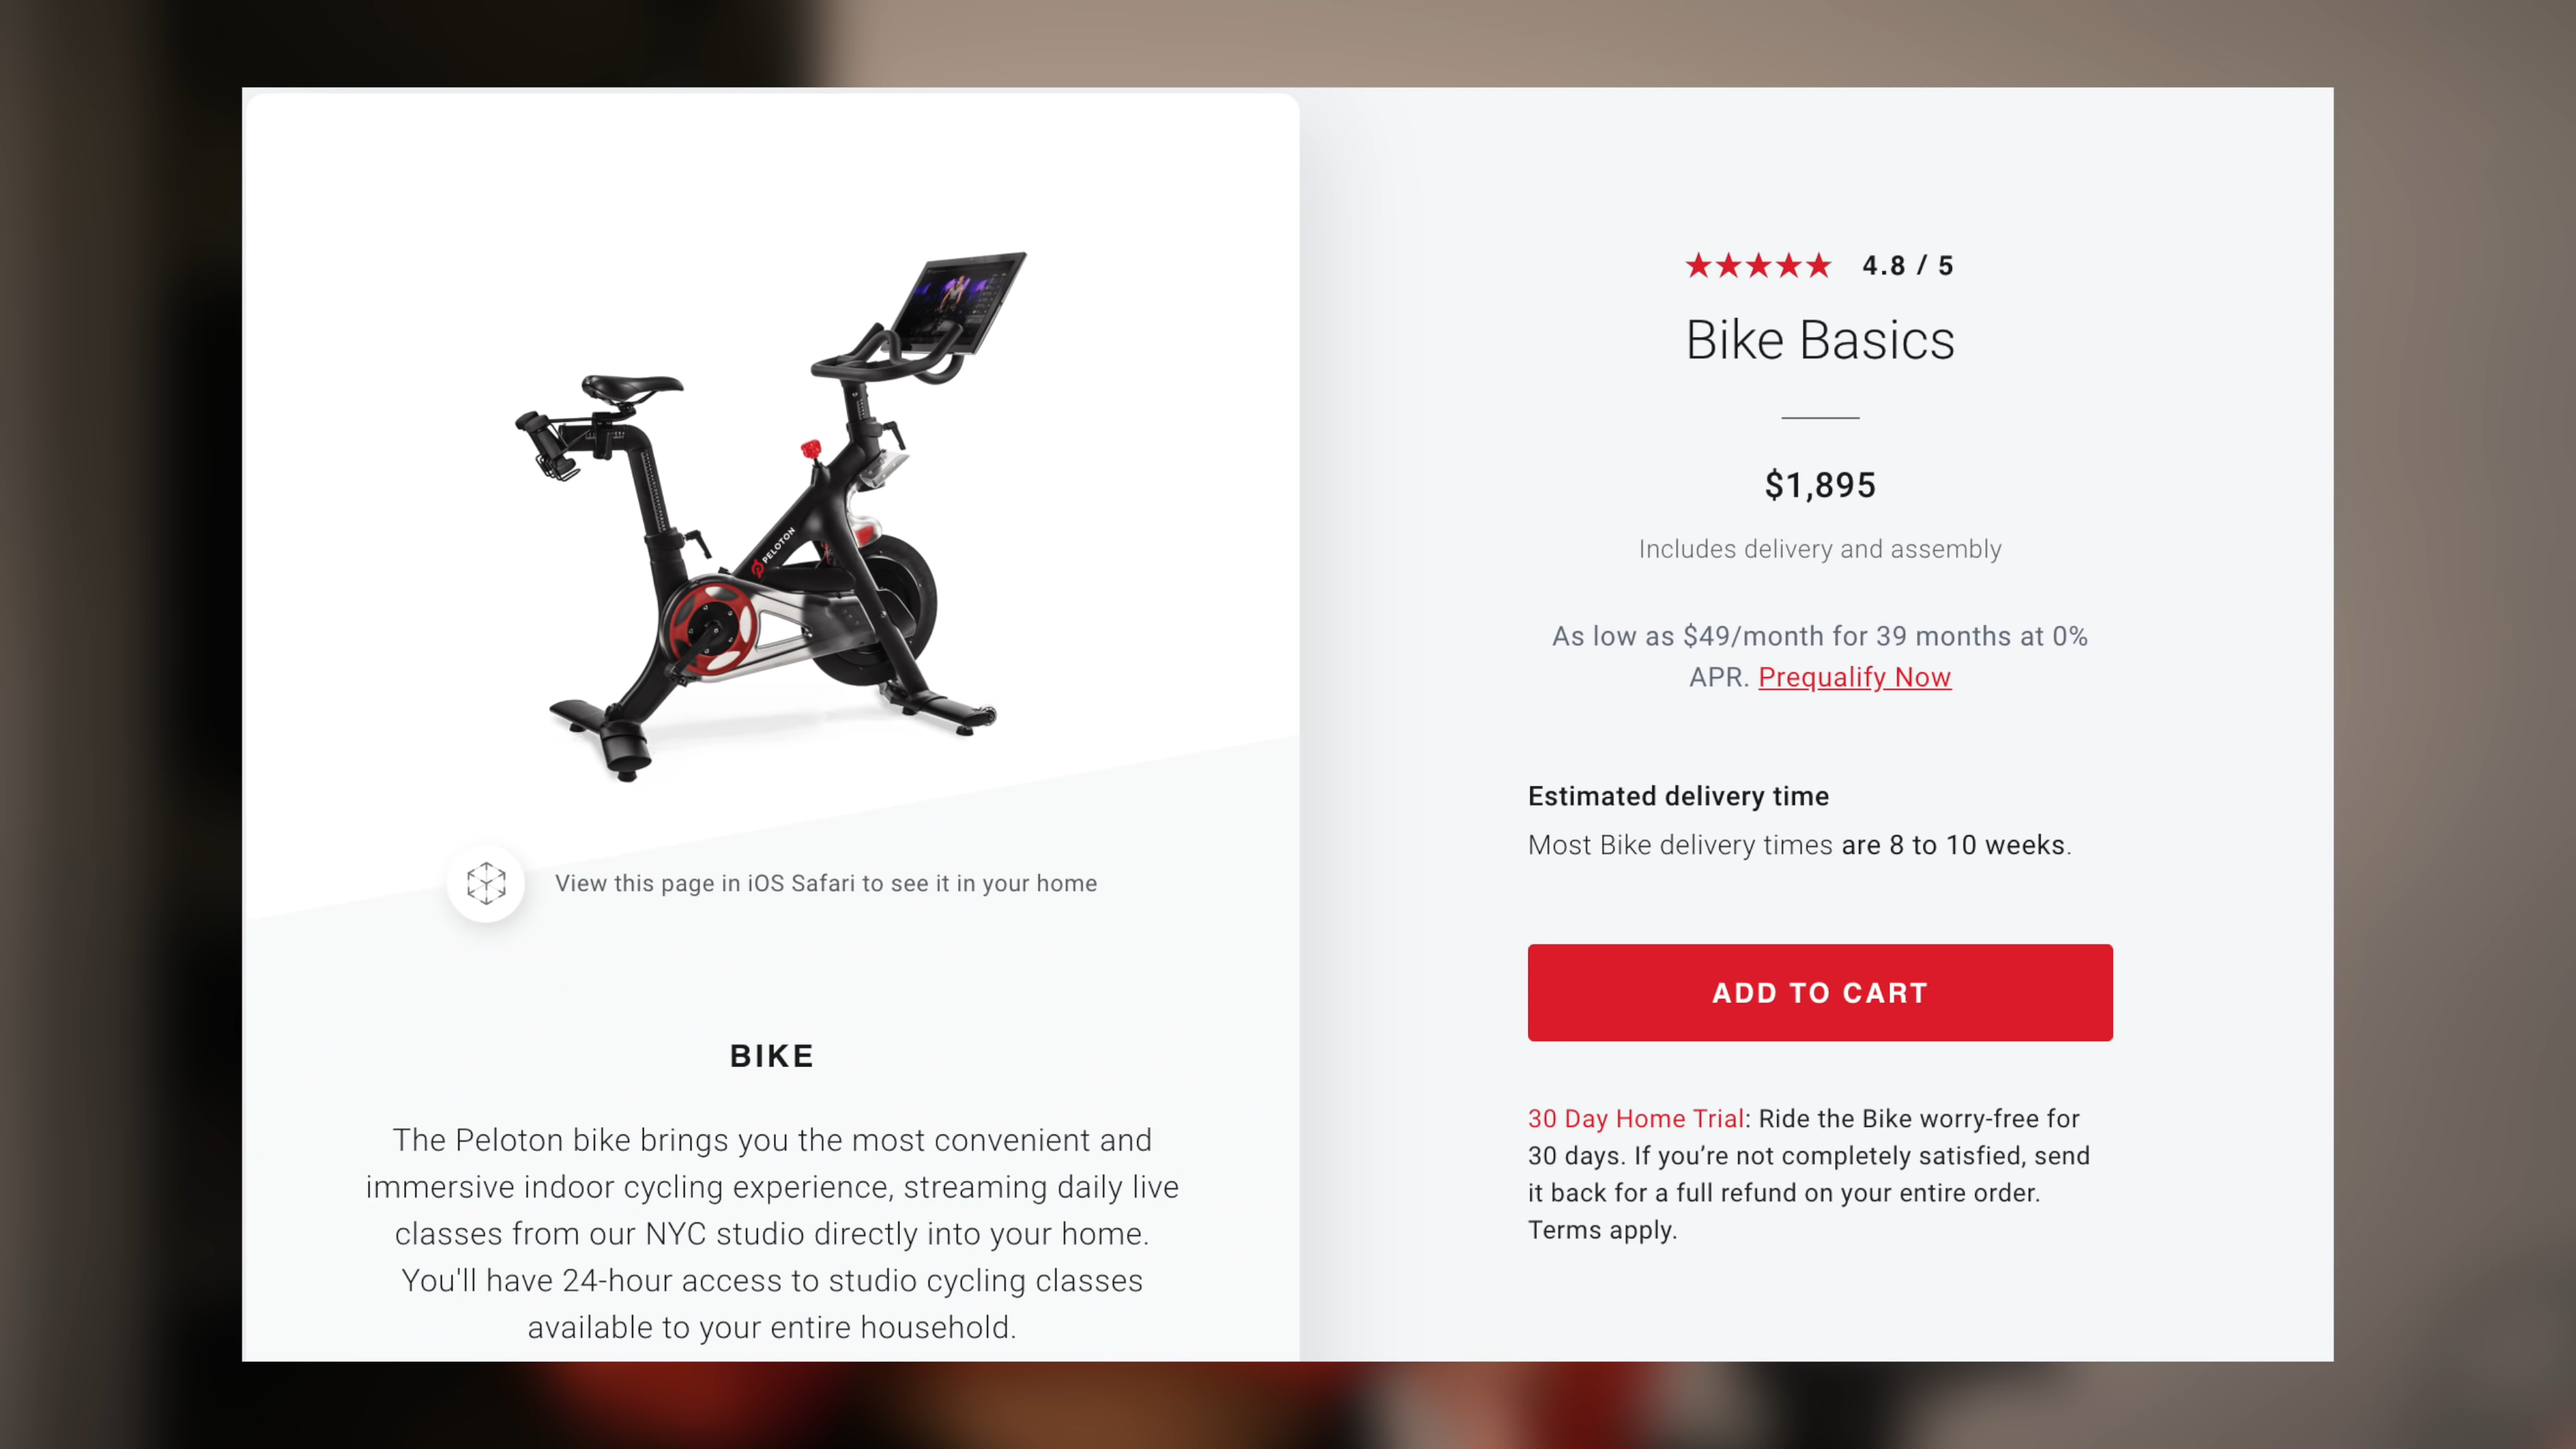 PELOTON
View this page in iOS Safari to see it in your home
BIKE
The Peloton bike brings you the most convenient and
immersive indoor cycling experience, streaming daily live
classes from our NYC studio directly into your home.
You'll have 24-hour access to studio cycling classes
available to your entire household.
4.8 / 5
Bike Basics
$1,895
Includes delivery and assembly
As low as $49/month for 39 months at 0%
APR. Prequalify Now
Estimated delivery time
Most Bike delivery times are 8 to 10 weeks.
ADD TO CART
30 Day Home Trial: Ride the Bike worry-free for
30 days. If you’re not completely satisfied, send
it back for a full refund on your entire order.
Terms apply.